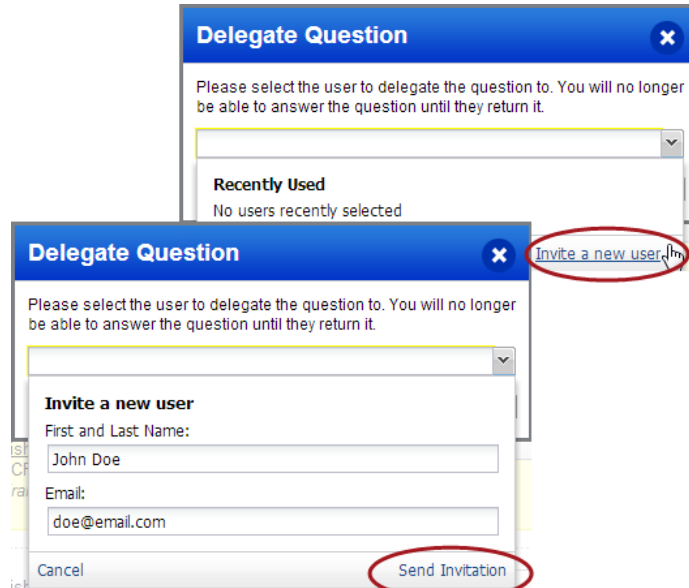 Delegate Question
Please select the user to delegate the question to. You will no longer
be able to answer the question until they return it.
Recently Used
No users recently selected
Invite a new user
Delegate Question
Please select the user to delegate the question to. You will no longer
be able to answer the question until they return it.
Invite a new user
First and Last Name:
John Doe
Email:
doe@email.com
Cancel
Send Invitation